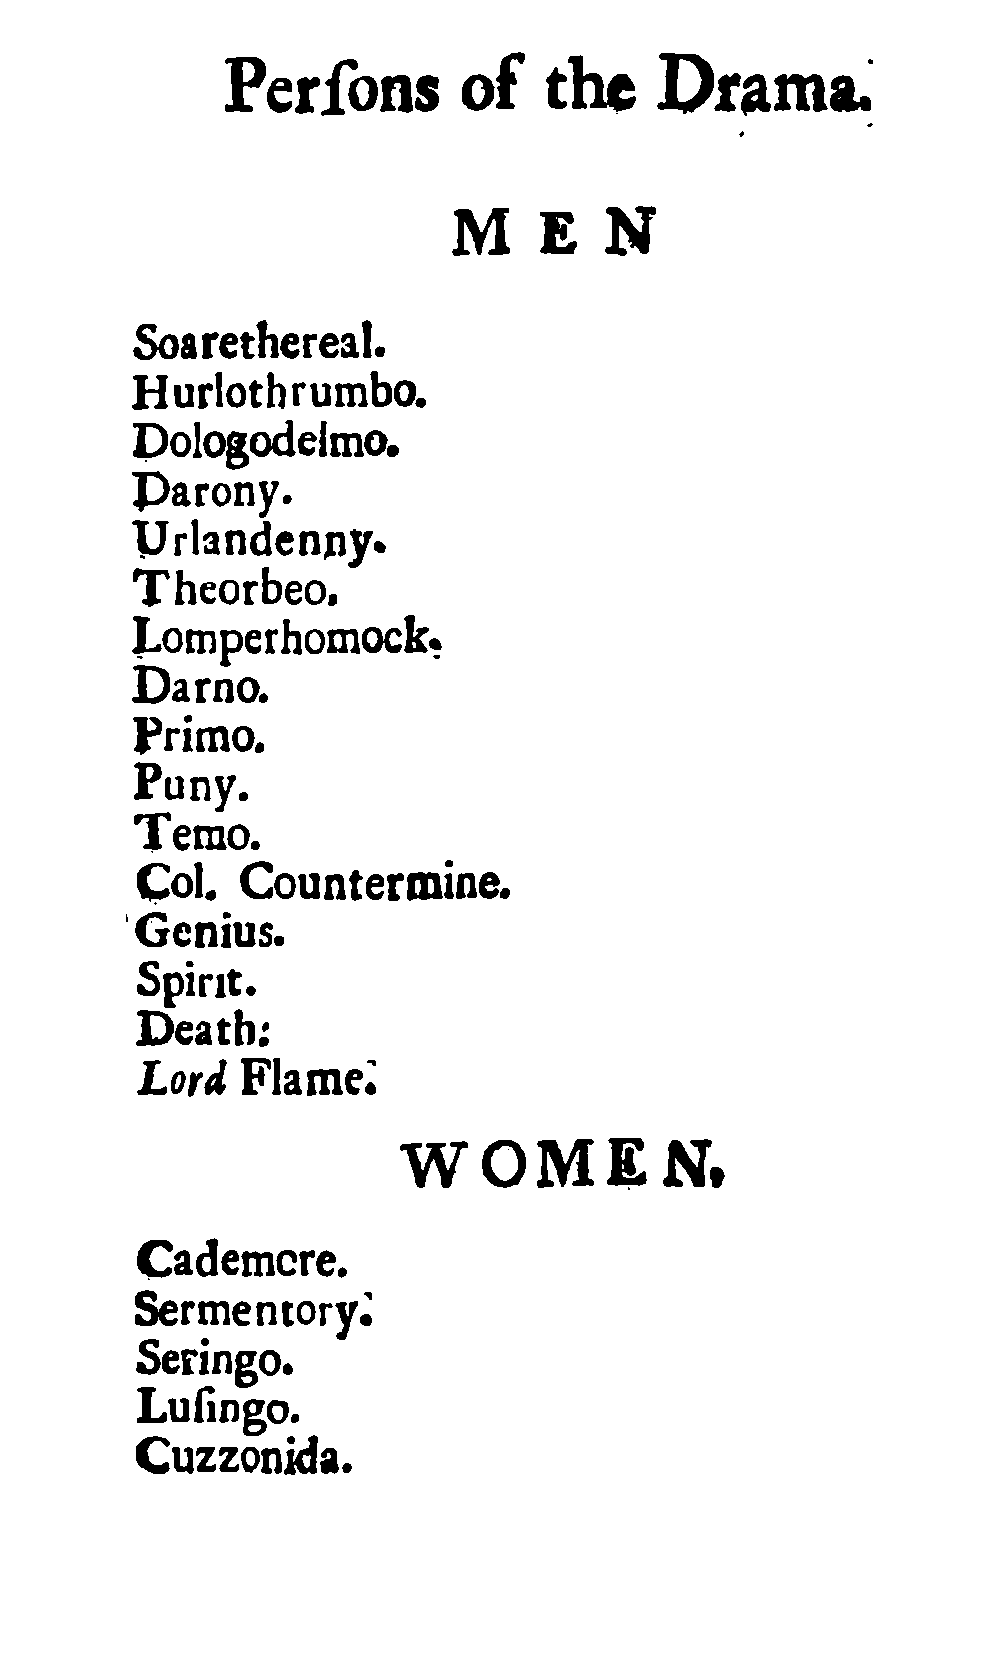 Perſons of the Drama.
MEN
Soarethereal.
Hurlothrumbo.
Dologodelmo.
Darony.
Urlandenny.
Theorbeo.
Lomperhomock.
Darno.
Primo.
Puny.
Temo.
Col. Countermine.
Genius.
Spirit.
Death:
Lord Flame.
WOMEN.
Cademore.
Sermentory.
Seringo.
Luſingo.
Cuzzonida.